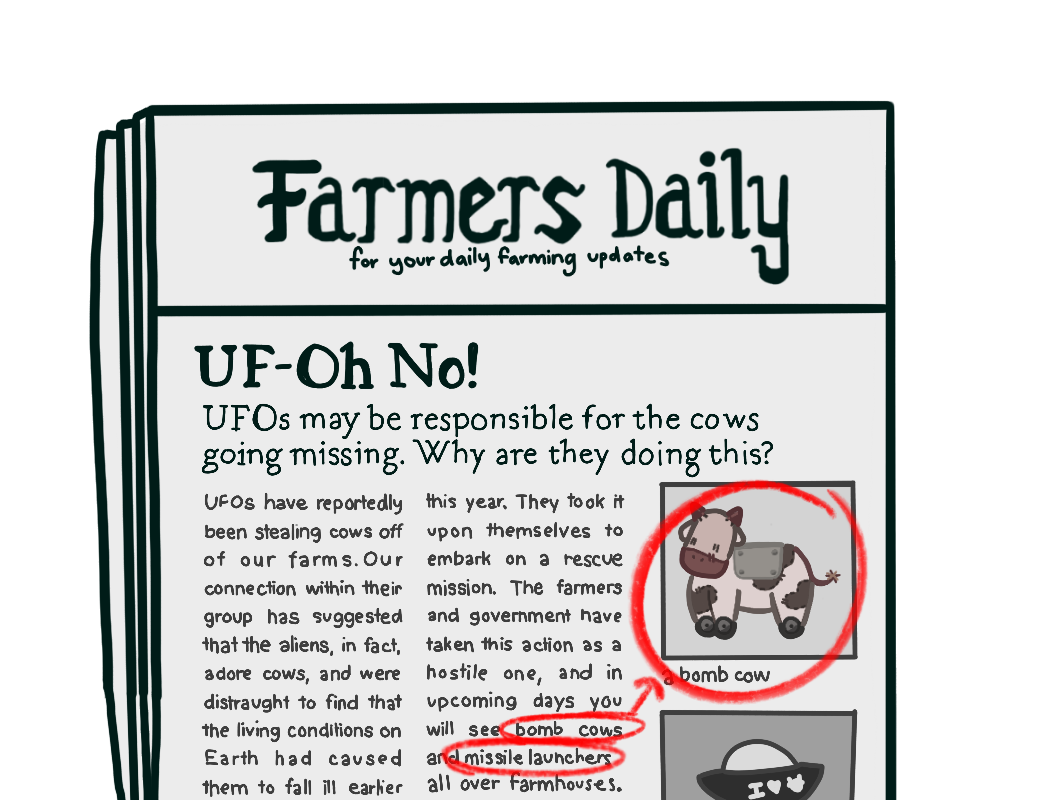 Farmers Daily
for your daily farming updates
UF-Oh No!
UFOs may be responsible for the cows
going missing. Why are they doing this?
UFOs have reportedly
been stealing cows off
of our farms. Our
connection within their
group has suggested
that the aliens, in fact,
adore cows, and were
distraught to find that
the living conditions on
Earth had caused
them to fall ill earlier
this year. They took it
upon themselves to
embark on a rescue
mission. The farmers
and government have
taken this action as a
hostile one, and in
upcoming days you
will see bomb cows
and missile launchers
all over farmhouses.
a bomb cow
I